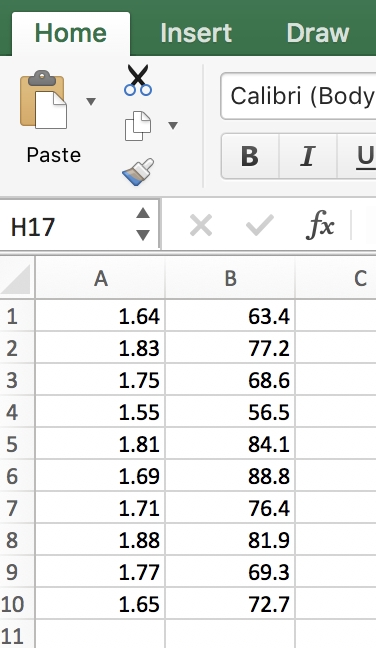 Home Insert Draw
Paste
Calibri (Body
B I U
H17 fx
A B C
1 1.64 63.4
2 1.83 77.2
3 1.75 68.6
4 1.55 56.5
5 1.81 84.1
6 1.69 88.8
7 1.71 76.4
8 1.88 81.9
9 1.77 69.3
10 1.65 72.7
11